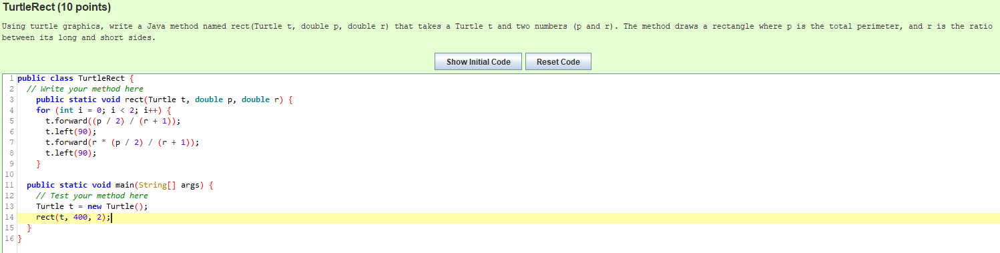 TurtleRect (10 points)
Using turtle graphics, write a Java method named rect(Turtle t, double p, double r) that takes a Turtle t and two numbers (p and r). The method draws a rectangle where p is the total perimeter, and r is the ratio
between its long and short sides.
Show Initial Code Reset Code
1 public class TurtleRect {
2   // Write your method here
3     public static void rect(Turtle t, double p, double r) {
4     for (int i = 0; i < 2; i++) {
5       t.forward((p / 2) / (r + 1));
6       t.left(90);
7       t.forward(r * (p / 2) / (r + 1));
8       t.left(90);
9     }
10
11   public static void main(String[] args) {
12     // Test your method here
13     Turtle t = new Turtle();
14     rect(t, 400, 2);
15   }
16 }